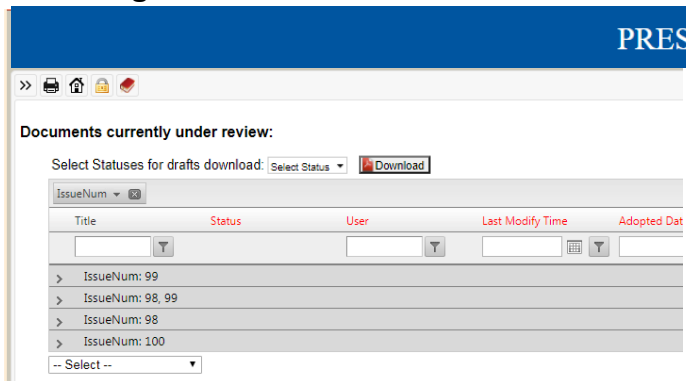 PRES
Documents currently under review:
Select Statuses for drafts download: Select Status Download
IssueNum
Title Status User Last Modify Time Adopted Dat
IssueNum: 99
IssueNum: 98, 99
IssueNum: 98
IssueNum: 100
-- Select --